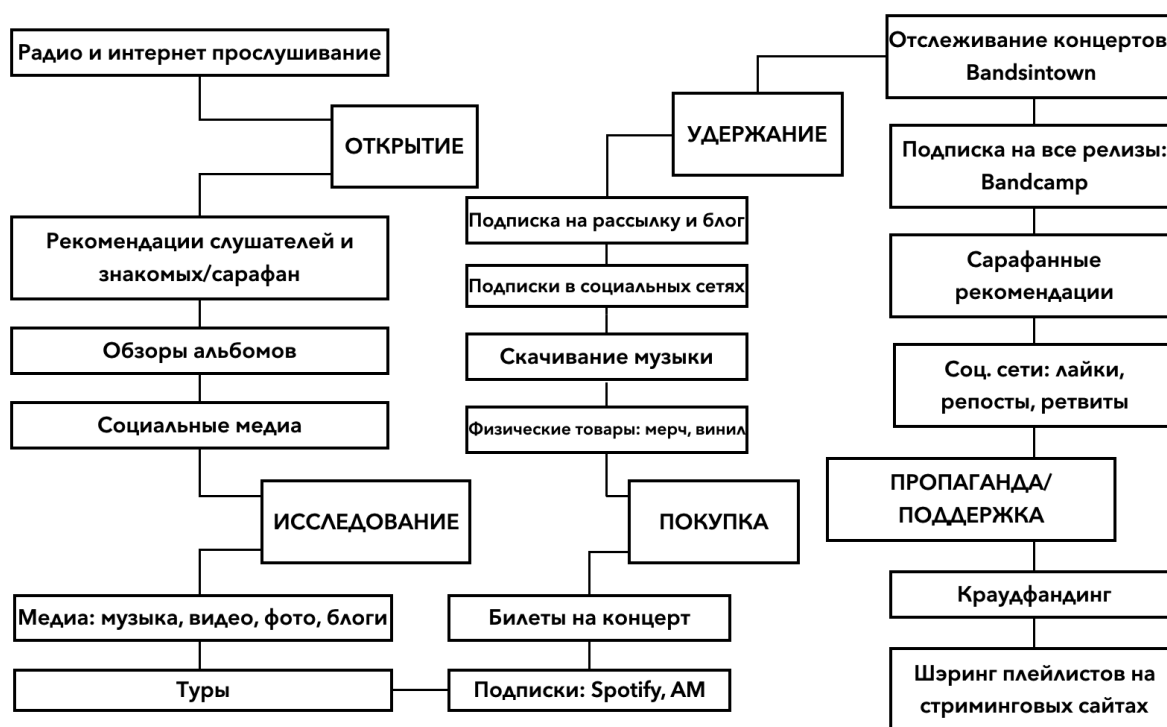 Радио и интернет прослушивание
ОТКРЫТИЕ
Рекомендации слушателей и
знакомых/сарафан
Обзоры альбомов
Социальные медиа
ИССЛЕДОВАНИЕ
Медиа: музыка, видео, фото, блоги
Туры
Подписки: Spotify, AM
Билеты на концерт
ПОКУПКА
Физические товары: мерч, винил
Скачивание музыки
Подписки в социальных сетях
Подписка на рассылку и блог
УДЕРЖАНИЕ
Отслеживание концертов
Bandsintown
Подписка на все релизы:
Bandcamp
Сарафанные
рекомендации
Соц. сети: лайки,
репосты, ретвиты
ПРОПАГАНДА/
ПОДДЕРЖКА
Краудфандинг
Шэринг плейлистов на
стриминговых сайтах